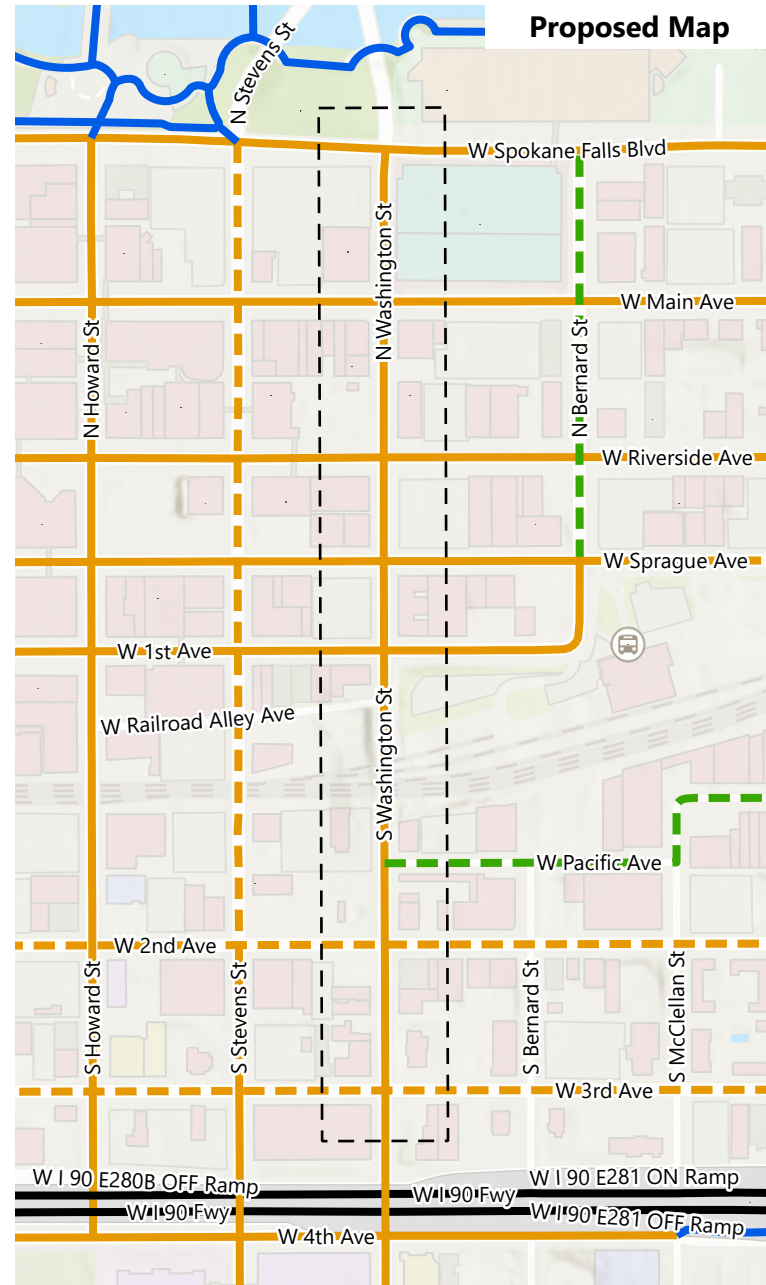 Proposed Map
N Stevens St
W Spokane Falls Blvd
N Washington St
W Main Ave
N Howard St
N Bernard St
W Riverside Ave
W Sprague Ave
W 1st Ave
W Railroad Alley Ave
S Washington St
W Pacific Ave
W 2nd Ave
S Howard St
S Stevens St
S Bernard St
S McClellan St
W 3rd Ave
W I 90 E280B OFF Ramp
W I 90 E281 ON Ramp
W I 90 Fwy
W I 90 Fwy
W I 90 E281 OFF Ramp
W 4th Ave